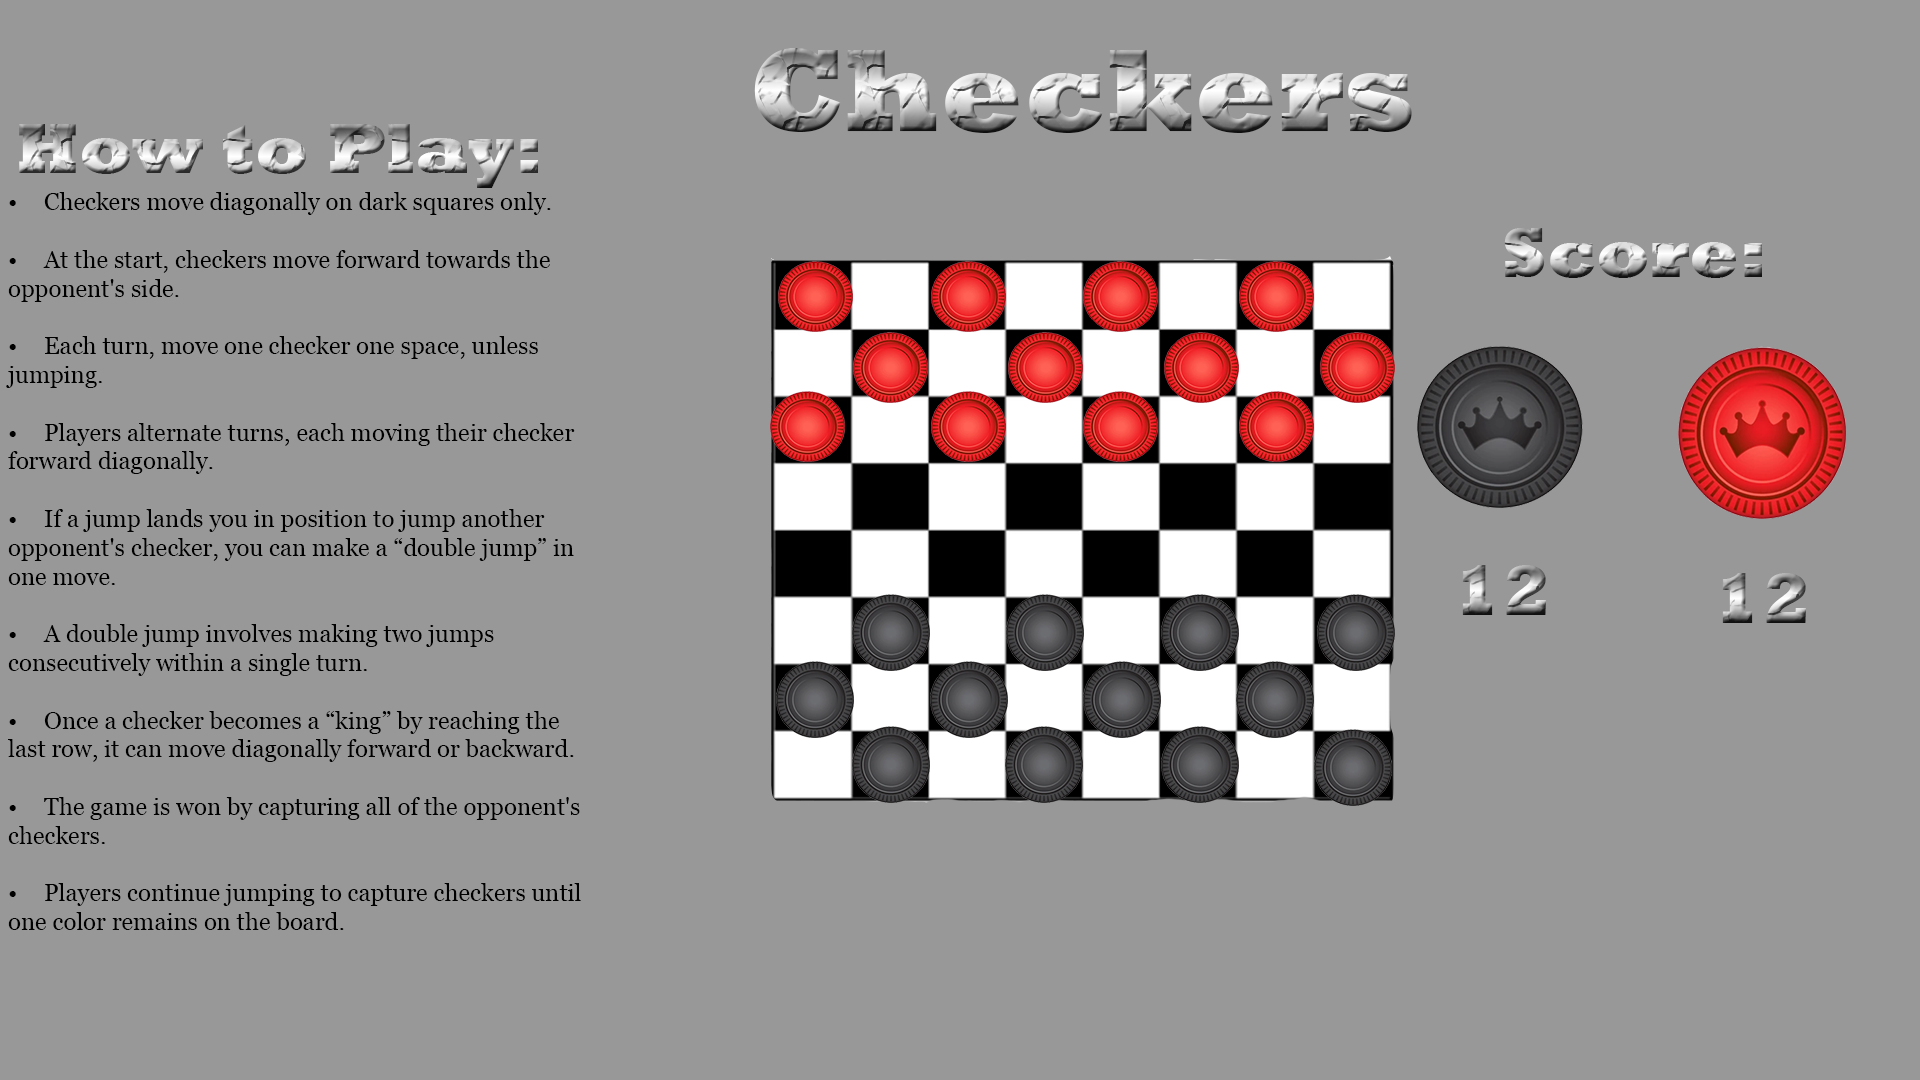 Checkers
How to Play:
• Checkers move diagonally on dark squares only.
• At the start, checkers move forward towards the
opponent's side.
• Each turn, move one checker one space, unless
jumping.
• Players alternate turns, each moving their checker
forward diagonally.
• If a jump lands you in position to jump another
opponent's checker, you can make a “double jump” in
one move.
• A double jump involves making two jumps
consecutively within a single turn.
• Once a checker becomes a “king” by reaching the
last row, it can move diagonally forward or backward.
• The game is won by capturing all of the opponent's
checkers.
• Players continue jumping to capture checkers until
one color remains on the board.
Score:
12
12